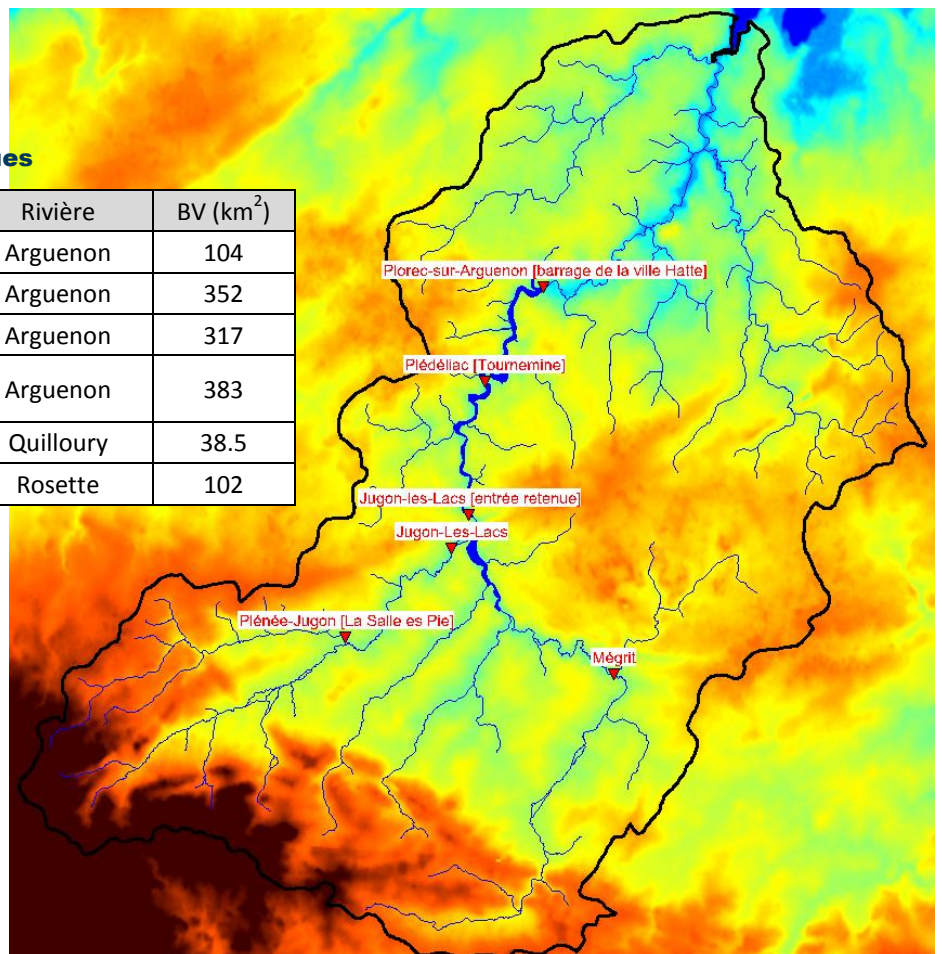 ues
Rivière BV (km²)
Arguenon 104
Arguenon 352
Arguenon 317
Arguenon 383
Quilloury 38.5
Rosette 102
Plorec-sur-Arguenon [barrage de la ville Hatte]
Plédéliac [Tournemine]
Jugon-les-Lacs [entrée retenue]
Jugon-Les-Lacs
Plénée-Jugon [La Salle es Pie]
Mégrit